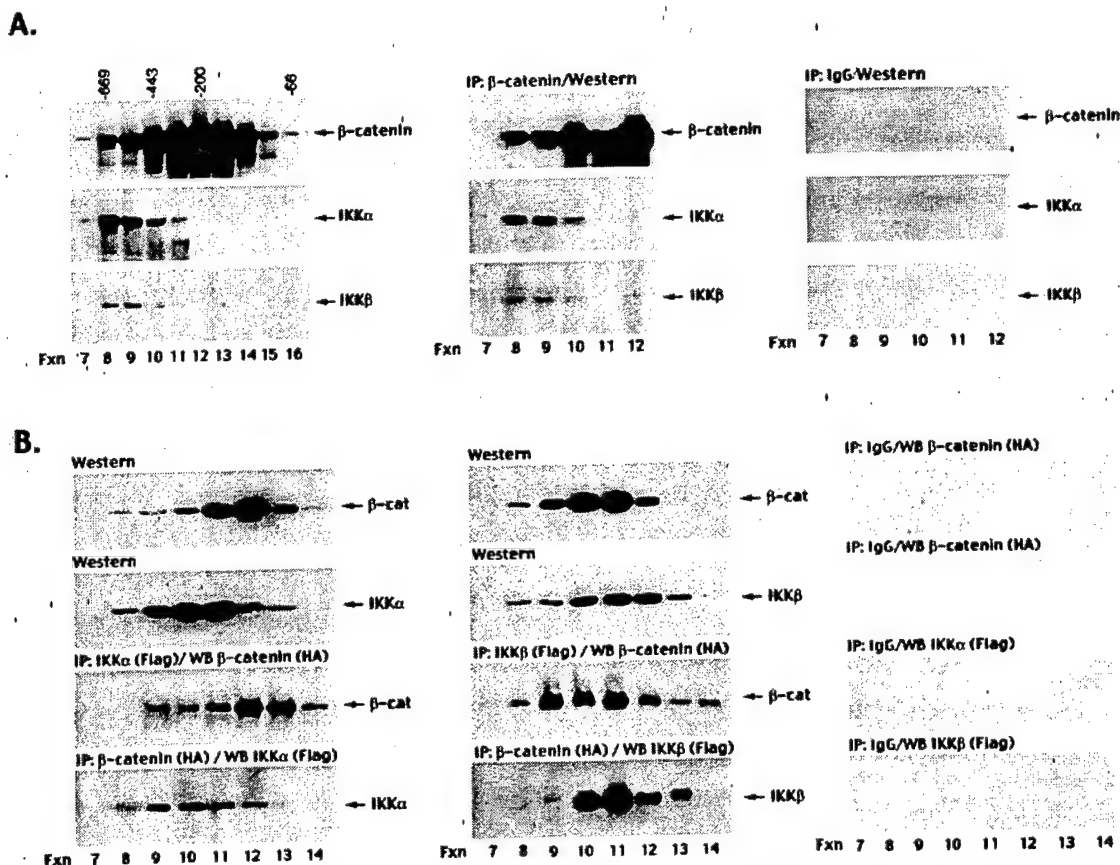 A.
-669
-443
-200
-66
β-catenin
IKKα
IKKβ
Fxn 7 8 9 10 11 12 13 14 15 16
IP: β-catenin/Western
β-catenin
IKKα
IKKβ
Fxn 7 8 9 10 11 12
IP: IgG/Western
β-catenin
IKKα
IKKβ
Fxn 7 8 9 10 11 12
B.
Western
β-cat
Western
IKKα
IP: IKKα (Flag)/ WB β-catenin (HA)
β-cat
IP: β-catenin (HA) / WB IKKα (Flag)
IKKα
Fxn 7 8 9 10 11 12 13 14
Western
β-cat
Western
IKKβ
IP: IKKβ (Flag) / WB β-catenin (HA)
β-cat
IP: β-catenin (HA) / WB IKKβ (Flag)
IKKβ
Fxn 7 8 9 10 11 12 13 14
IP: IgG/WB β-catenin (HA)
IP: IgG/WB β-catenin (HA)
IP: IgG/WB IKKα (Flag)
IP: IgG/WB IKKβ (Flag)
Fxn 7 8 9 10 11 12 13 14